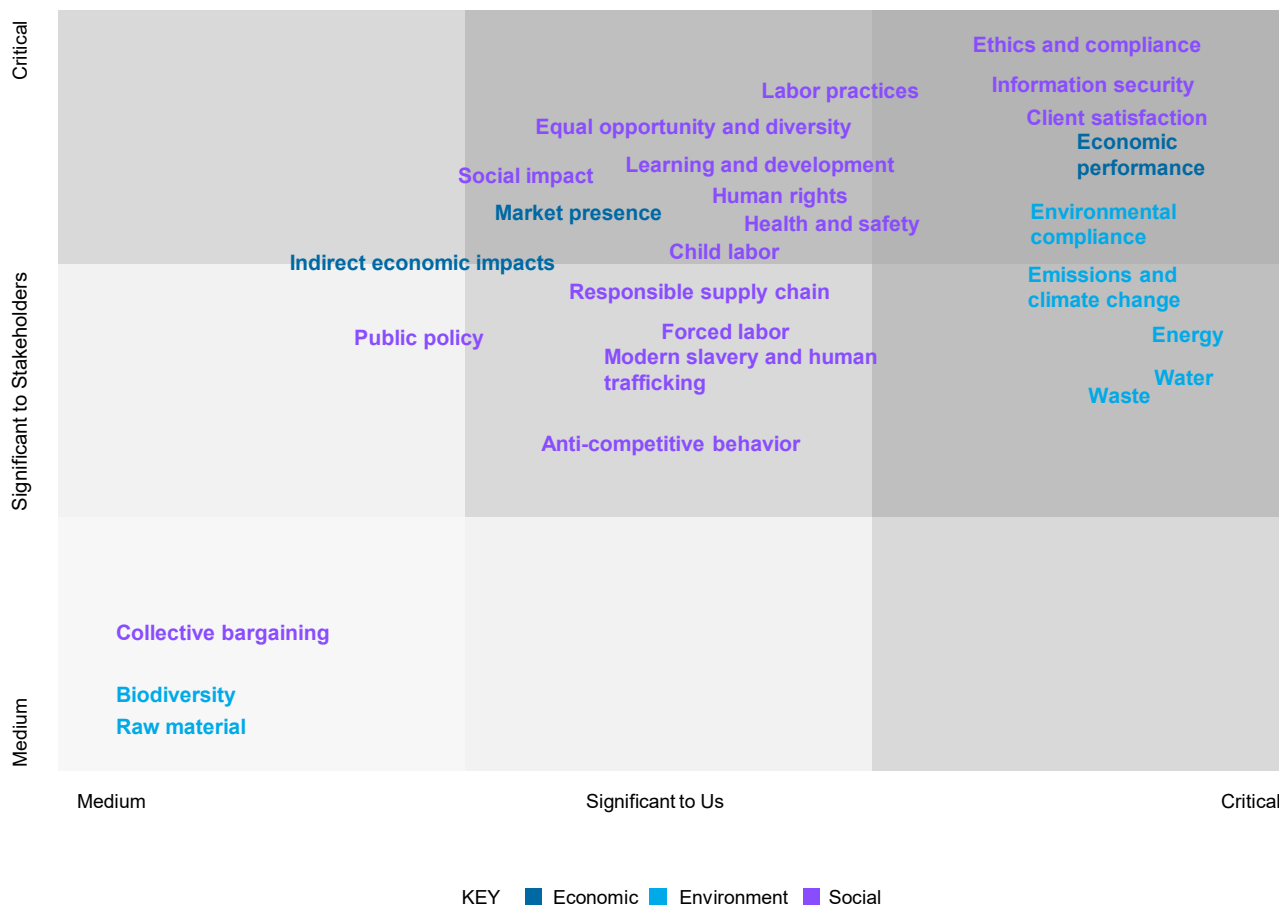 Critical
Significant to Stakeholders
Medium
Ethics and compliance
Information security
Labor practices
Client satisfaction
Equal opportunity and diversity
Economic
performance
Learning and development
Social impact
Human rights
Market presence
Environmental
compliance
Health and safety
Child labor
Indirect economic impacts
Emissions and
climate change
Responsible supply chain
Forced labor
Energy
Public policy
Modern slavery and human
trafficking
Water
Waste
Anti-competitive behavior
Collective bargaining
Biodiversity
Raw material
Medium
Significant to Us
Critical
KEY Economic Environment Social